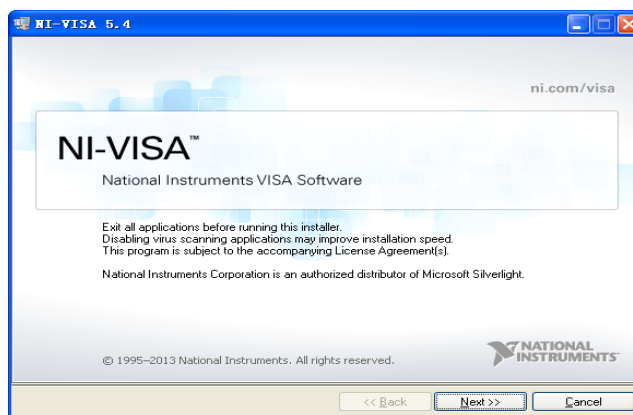 NI-VISA 5.4
ni.com/visa
NI-VISA™
National Instruments VISA Software
Exit all applications before running this installer.
Disabling virus scanning applications may improve installation speed.
This program is subject to the accompanying License Agreement(s).
National Instruments Corporation is an authorized distributor of Microsoft Silverlight.
© 1995–2013 National Instruments. All rights reserved.
NATIONAL
INSTRUMENTS™
<< Back Next >> Cancel